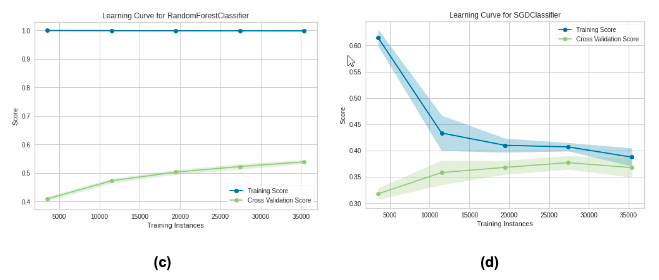 Learning Curve for RandomForestClassifier
1.0
0.9
0.8
0.7
0.6
0.5
0.4
Score
5000 10000 15000 20000 25000 30000 35000
Training Instances
Training Score
Cross Validation Score
(c)
Learning Curve for SGDClassifier
0.60
0.55
0.50
0.45
0.40
0.35
0.30
Score
5000 10000 15000 20000 25000 30000 35000
Training Instances
Training Score
Cross Validation Score
(d)